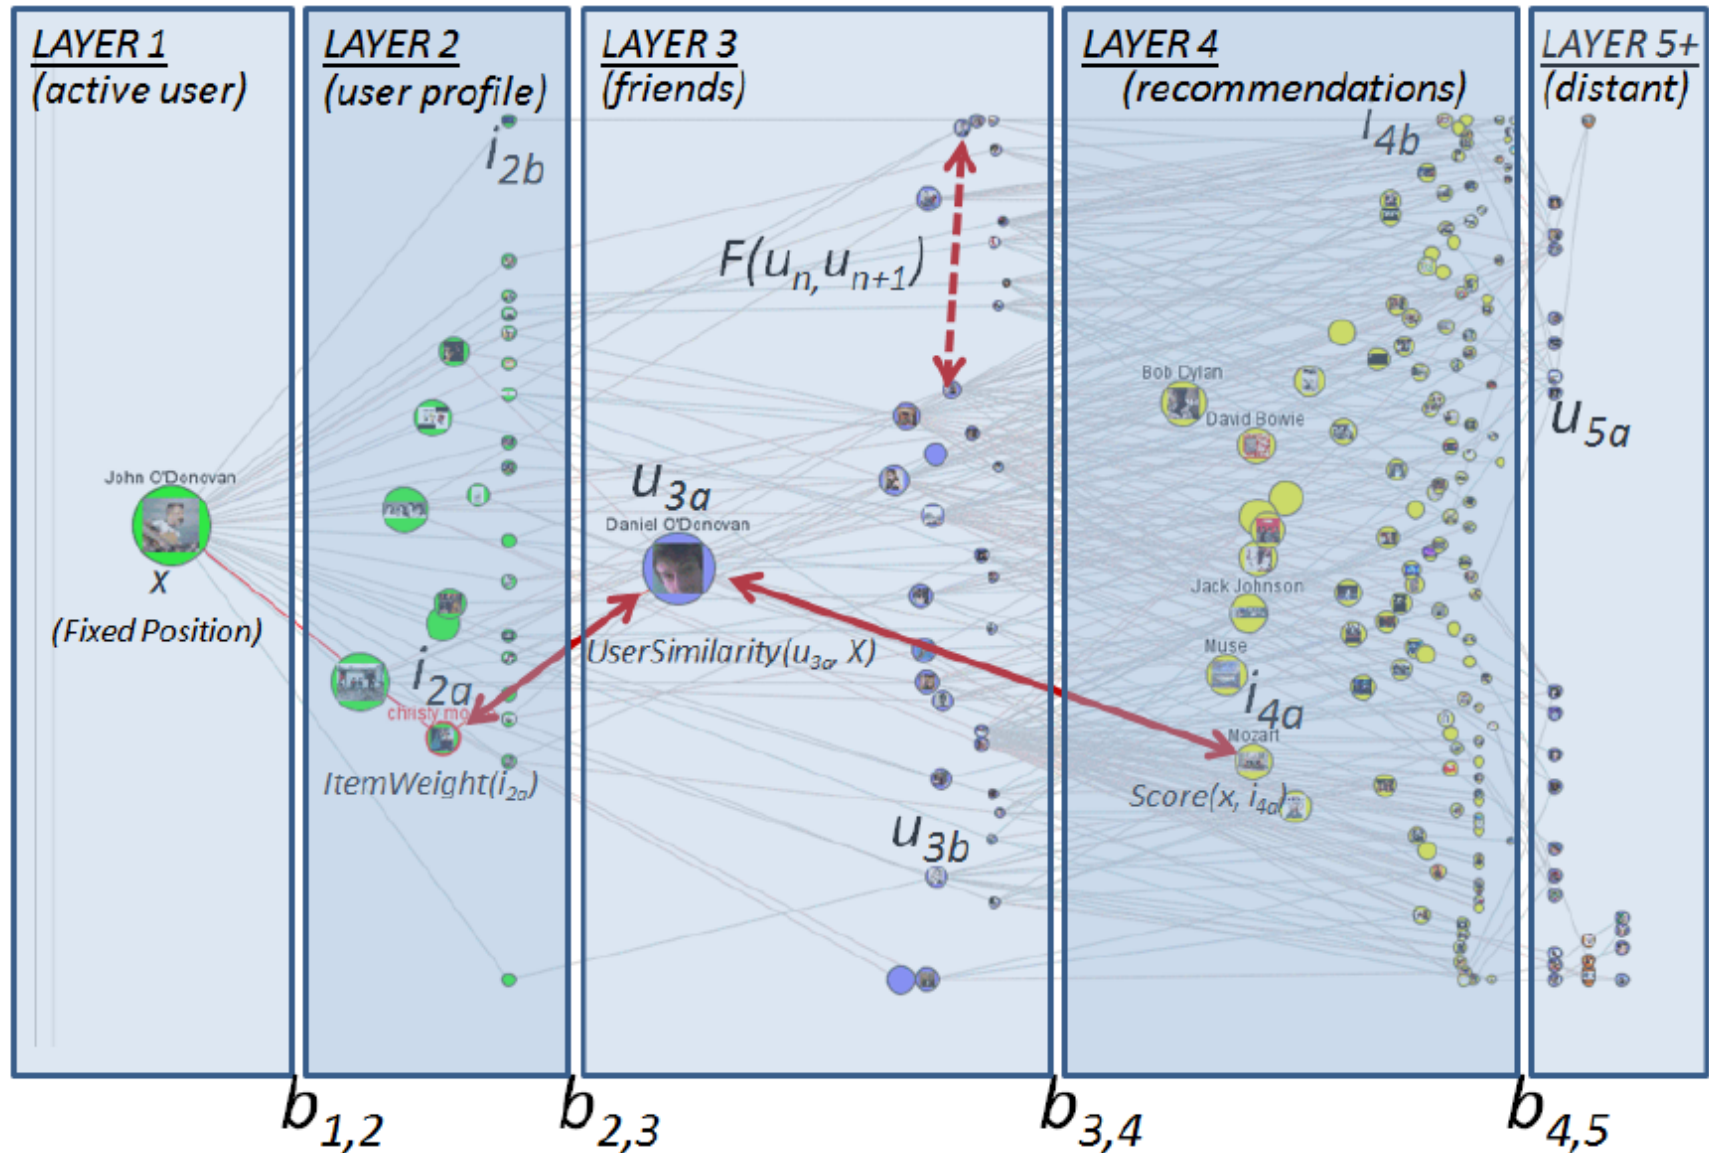 LAYER 1
(active user)
LAYER 2
(user profile)
LAYER 3
(friends)
LAYER 4
(recommendations)
LAYER 5+
(distant)
i2b
i4b
F(un, un+1)
Bob Dylan
David Bowie
u5a
John O'Donovan
x
(Fixed Position)
u3a
Daniel O'Donovan
Jack Johnson
UserSimilarity(u3a, X)
Muse
i2a
christy mo
i4a
Mozart
ItemWeight(i2a)
Score(x, i4a)
u3b
b1,2
b2,3
b3,4
b4,5